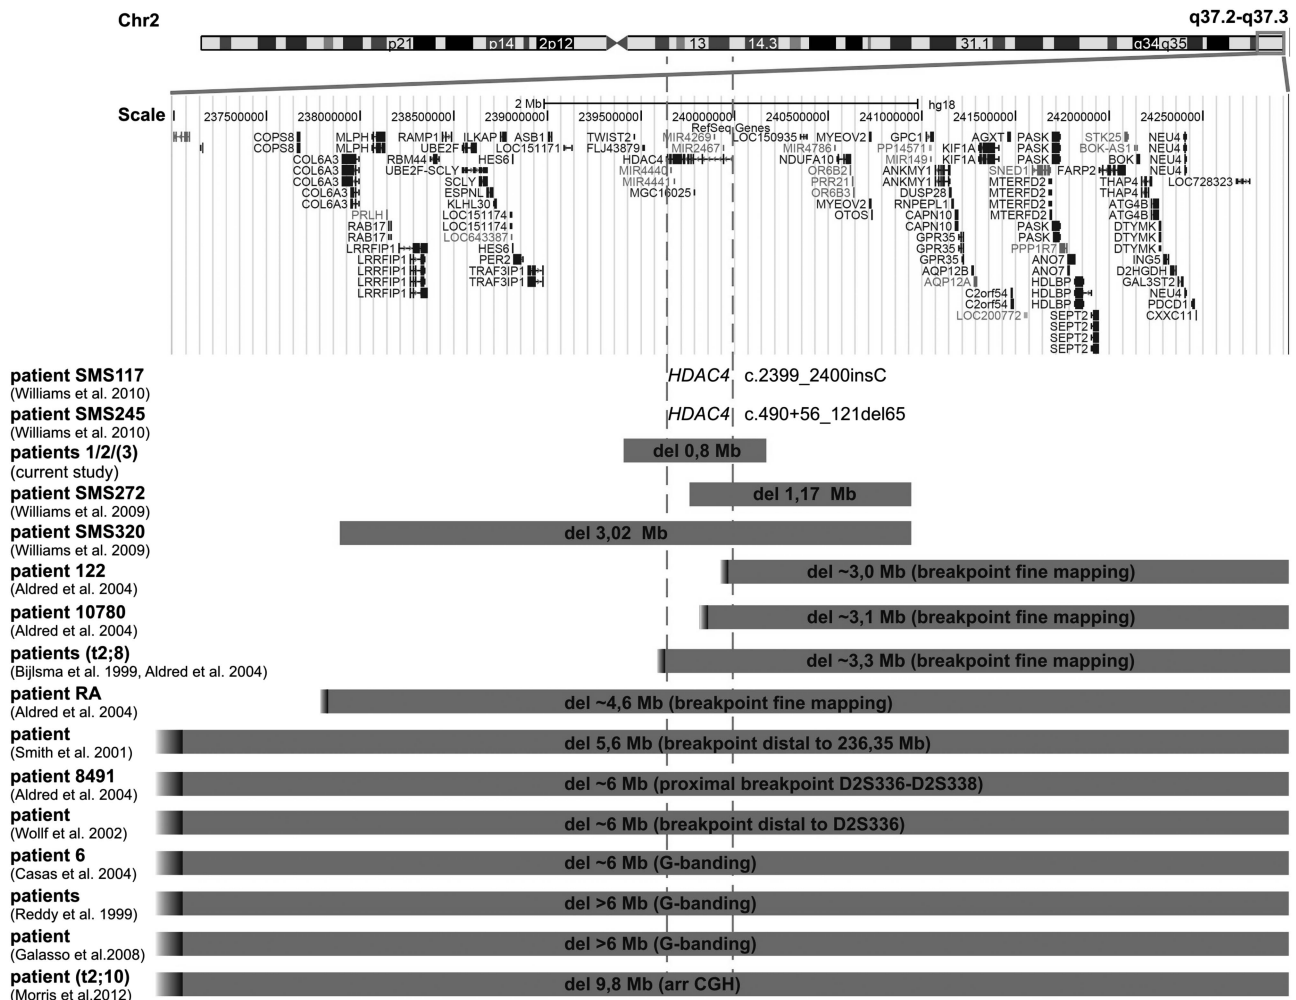 Chr2
q37.2-q37.3
p21 p14 2p12 13 14.3 31.1 q34 q35
2 Mb hg18
Scale 237500000 238000000 238500000 239000000 239500000 240000000 240500000 241000000 241500000 242000000 242500000
RefSeq Genes
COPS8 MLPH RAMP1 ILKAP ASB1 TWIST2 MIR4269 LOC150935 MYEOV2 GPC1 AGXT PASK STK25 NEU4
COPS8 MLPH UBE2F LOC151171 FLJ43879 MIR2467 MIR4786 PP14571 KIF1A PASK BOK-AS1 NEU4
COL6A3 RBM44 HES6 HDAC4 NDUFA10 MIR149 KIF1A PASK BOK NEU4
COL6A3 UBE2F-SCLY MIR4440 OR6B2 ANKMY1 SNED1 FARP2 NEU4
COL6A3 SCLY MIR4441 PRR21 ANKMY1 MTERFD2 THAP4 LOC728323
COL6A3 ESPNL MGC16025 OR6B3 DUSP28 MTERFD2 THAP4
COL6A3 KLHL30 MYEOV2 RNPEPL1 MTERFD2 ATG4B
PRLH LOC151174 OTOS CAPN10 MTERFD2 ATG4B
RAB17 LOC151174 CAPN10 PASK DTYMK
RAB17 LOC643387 GPR35 PASK DTYMK
LRRFIP1 HES6 GPR35 PPP1R7 DTYMK
LRRFIP1 PER2 GPR35 ANO7 ING5
LRRFIP1 TRAF3IP1 AQP12B ANO7 D2HGDH
LRRFIP1 TRAF3IP1 AQP12A HDLBP GAL3ST2
LRRFIP1 C2orf54 HDLBP NEU4
C2orf54 HDLBP PDCD1
LOC200772 SEPT2 CXXC11
SEPT2
SEPT2
SEPT2
patient SMS117 HDAC4 c.2399_2400insC
(Williams et al. 2010)
patient SMS245 HDAC4 c.490+56_121del65
(Williams et al. 2010)
patients 1/2/(3) del 0,8 Mb
(current study)
patient SMS272 del 1,17 Mb
(Williams et al. 2009)
patient SMS320 del 3,02 Mb
(Williams et al. 2009)
patient 122 del ~3,0 Mb (breakpoint fine mapping)
(Aldred et al. 2004)
patient 10780 del ~3,1 Mb (breakpoint fine mapping)
(Aldred et al. 2004)
patients (t2;8) del ~3,3 Mb (breakpoint fine mapping)
(Bijlsma et al. 1999, Aldred et al. 2004)
patient RA del ~4,6 Mb (breakpoint fine mapping)
(Aldred et al. 2004)
patient del 5,6 Mb (breakpoint distal to 236,35 Mb)
(Smith et al. 2001)
patient 8491 del ~6 Mb (proximal breakpoint D2S336-D2S338)
(Aldred et al. 2004)
patient del ~6 Mb (breakpoint distal to D2S336)
(Wollf et al. 2002)
patient 6 del ~6 Mb (G-banding)
(Casas et al. 2004)
patients del >6 Mb (G-banding)
(Reddy et al. 1999)
patient del >6 Mb (G-banding)
(Galasso et al.2008)
patient (t2;10) del 9,8 Mb (arr CGH)
(Morris et al.2012)